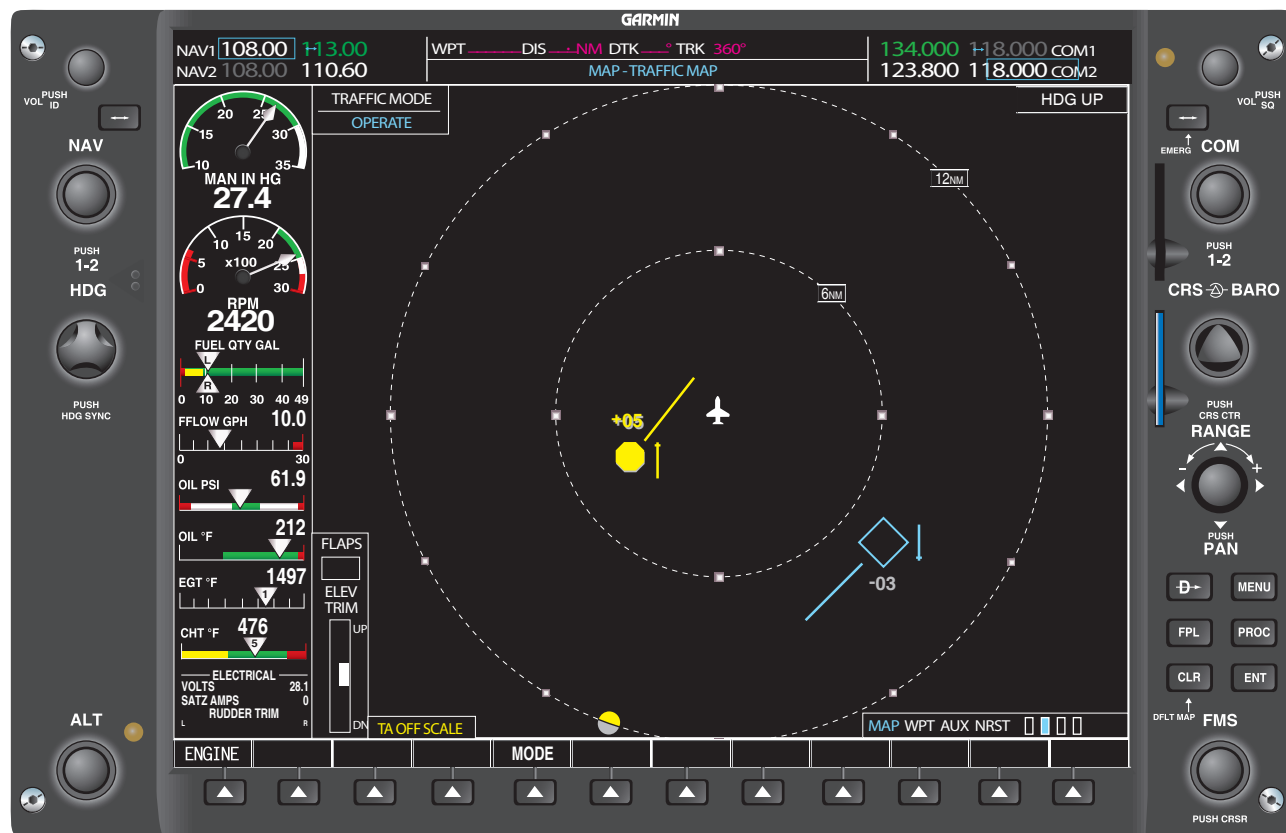 GARMIN
NAV1 108.00 ↔ 113.00
NAV2 108.00 110.60
WPT _______ DIS __._NM DTK ___° TRK 360°
MAP - TRAFFIC MAP
134.000 ↔ 118.000 COM1
123.800 118.000 COM2
VOL PUSH ID
NAV
PUSH
1-2
HDG
PUSH
HDG SYNC
ALT
TRAFFIC MODE
OPERATE
HDG UP
10 15 20 25 30 35
MAN IN HG
27.4
0 5 10 15 20 25 30
x100
RPM
2420
FUEL QTY GAL
L
R
0 10 20 30 40 49
FFLOW GPH 10.0
0 30
OIL PSI 61.9
OIL °F 212
EGT °F 1497
1
CHT °F 476
5
ELECTRICAL
VOLTS 28.1
SATZ AMPS 0
RUDDER TRIM
L R
FLAPS
ELEV
TRIM
UP
DN
12NM
6NM
+05
-03
TA OFF SCALE
MAP WPT AUX NRST
ENGINE MODE
VOL PUSH SQ
EMERG
COM
PUSH
1-2
CRS BARO
PUSH
CRS CTR
RANGE
- +
PUSH
PAN
D MENU
FPL PROC
CLR ENT
DFLT MAP FMS
PUSH CRSR